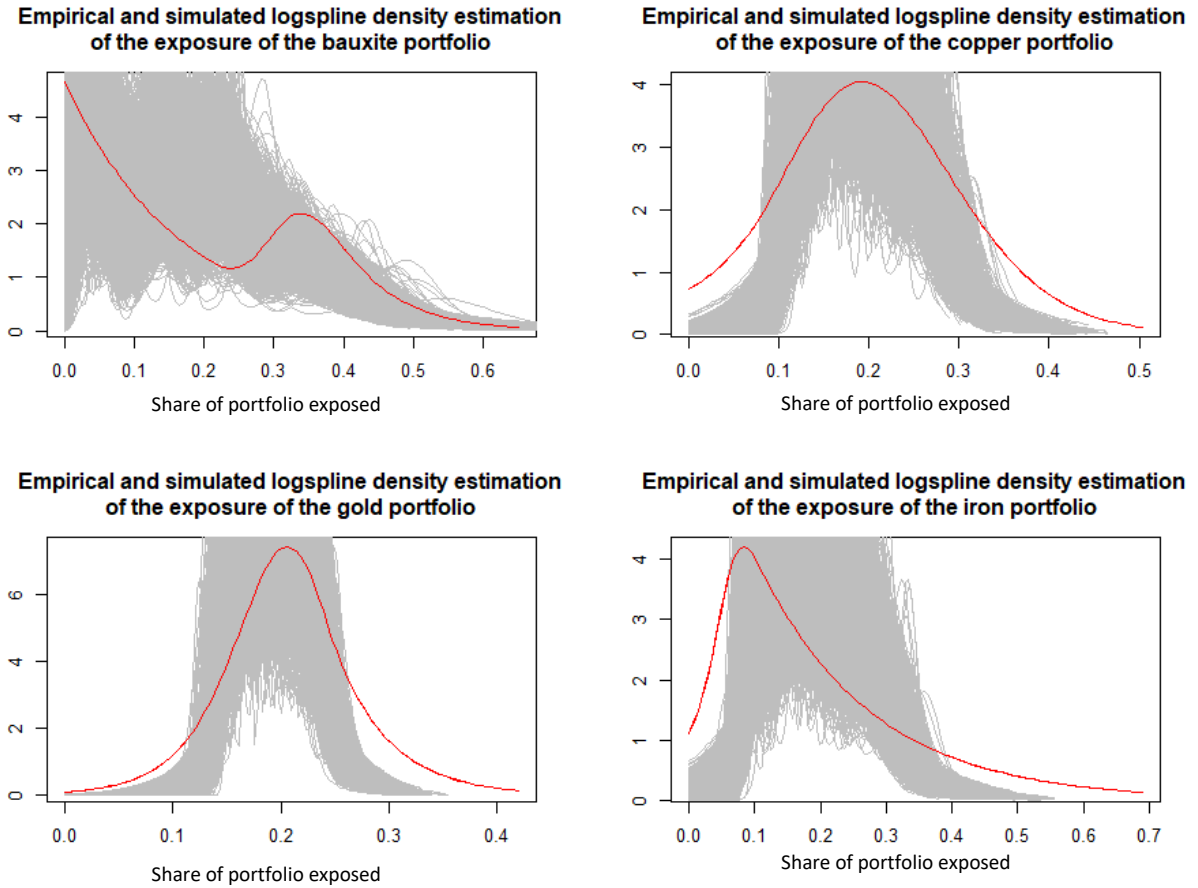 Empirical and simulated logspline density estimation
of the exposure of the bauxite portfolio
4
3
2
1
0
0.0 0.1 0.2 0.3 0.4 0.5 0.6
Share of portfolio exposed
Empirical and simulated logspline density estimation
of the exposure of the copper portfolio
4
3
2
1
0
0.0 0.1 0.2 0.3 0.4 0.5
Share of portfolio exposed
Empirical and simulated logspline density estimation
of the exposure of the gold portfolio
6
4
2
0
0.0 0.1 0.2 0.3 0.4
Share of portfolio exposed
Empirical and simulated logspline density estimation
of the exposure of the iron portfolio
4
3
2
1
0
0.0 0.1 0.2 0.3 0.4 0.5 0.6 0.7
Share of portfolio exposed